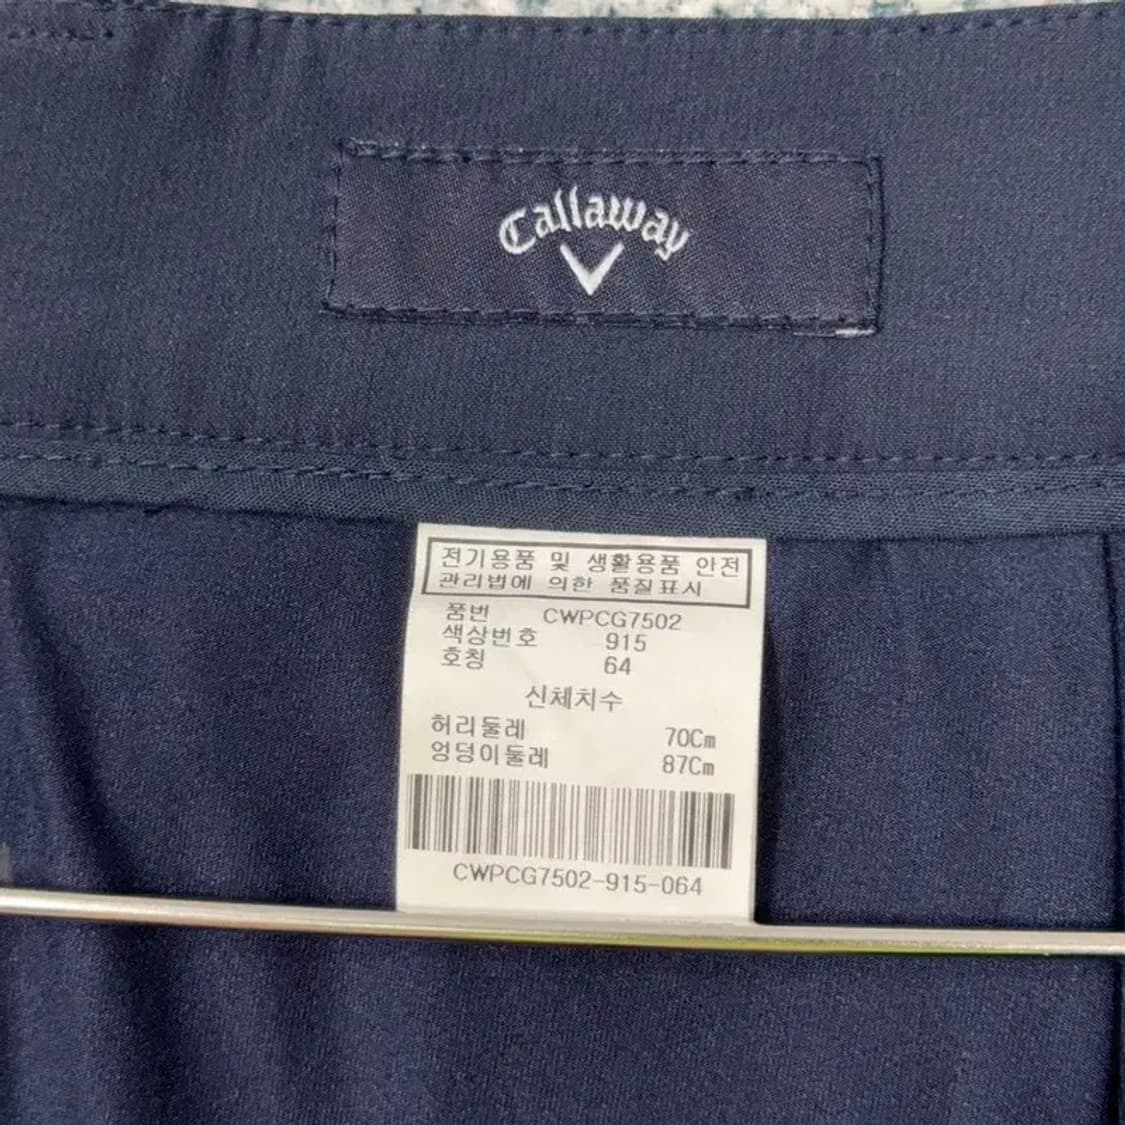 Callaway
전기용품 및 생활용품 안전
관리법에 의한 품질표시
품번 CWPCG7502
색상번호 915
호칭 64
신체치수
허리둘레 70Cm
엉덩이둘레 87Cm
CWPCG7502-915-064